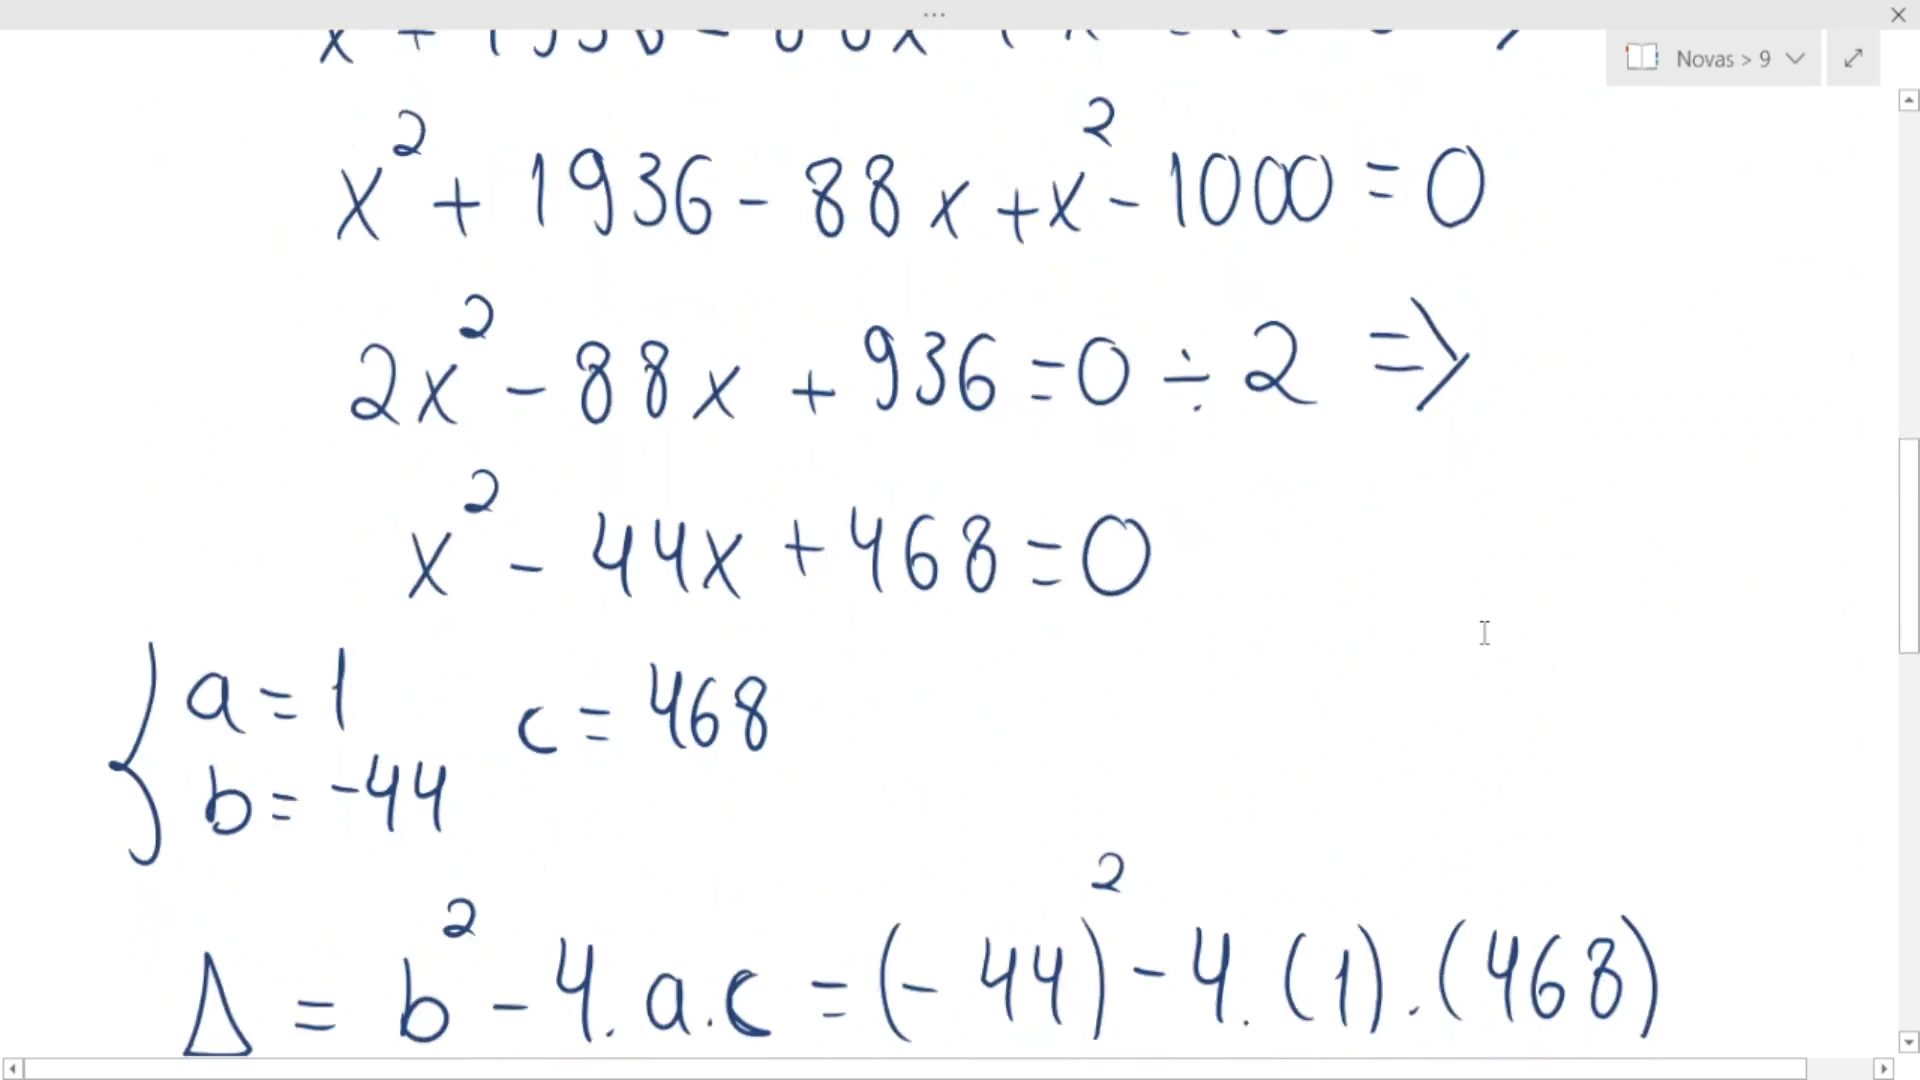 Novas > 9
x² + 1936 - 88x + x² - 1000 = 0
2x² - 88x + 936 = 0 ÷ 2 =>
x² - 44x + 468 = 0
a = 1 c = 468
b = -44
Δ = b² - 4.a.c = (-44)² - 4.(1).(468)